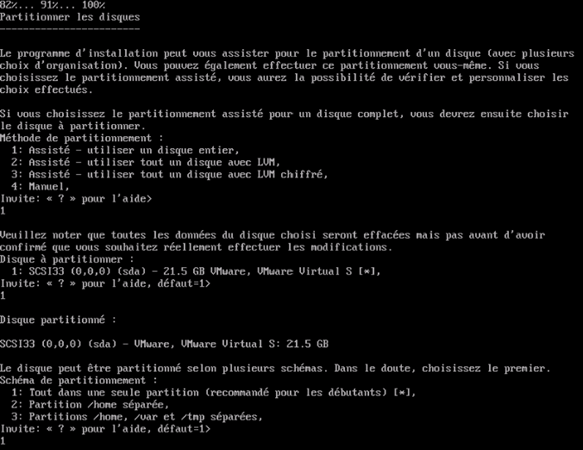 82%... 91%... 100%
Partitionner les disques
------------------------
Le programme d'installation peut vous assister pour le partitionnement d'un disque (avec plusieurs
choix d'organisation). Vous pouvez également effectuer ce partitionnement vous-même. Si vous
choisissez le partitionnement assisté, vous aurez la possibilité de vérifier et personnaliser les
choix effectués.
Si vous choisissez le partitionnement assisté pour un disque complet, vous devrez ensuite choisir
le disque à partitionner.
Méthode de partitionnement :
1: Assisté - utiliser un disque entier,
2: Assisté - utiliser tout un disque avec LVM,
3: Assisté - utiliser tout un disque avec LVM chiffré,
4: Manuel,
Invite: « ? » pour l'aide>
1
Veuillez noter que toutes les données du disque choisi seront effacées mais pas avant d'avoir
confirmé que vous souhaitez réellement effectuer les modifications.
Disque à partitionner :
1: SCSI33 (0,0,0) (sda) - 21.5 GB VMware, VMware Virtual S [*],
Invite: « ? » pour l'aide, défaut=1>
1
Disque partitionné :
SCSI33 (0,0,0) (sda) - VMware, VMware Virtual S: 21.5 GB
Le disque peut être partitionné selon plusieurs schémas. Dans le doute, choisissez le premier.
Schéma de partitionnement :
1: Tout dans une seule partition (recommandé pour les débutants) [*],
2: Partition /home séparée,
3: Partitions /home, /var et /tmp séparées,
Invite: « ? » pour l'aide, défaut=1>
1